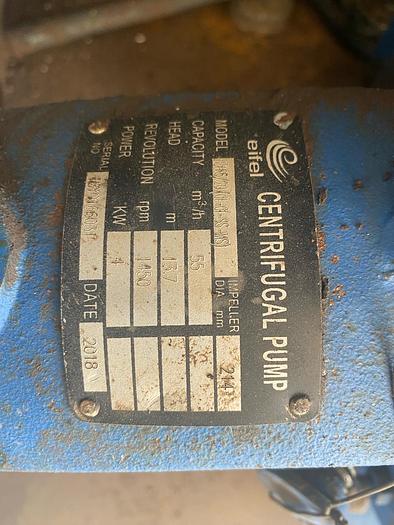 eifel CENTRIFUGAL PUMP
MODEL
IMPELLER DIA. mm 214
CAPACITY m³/h 55
HEAD m 13.7
REVOLUTION rpm 1450
POWER KW 4
SERIAL NO DATE 2018